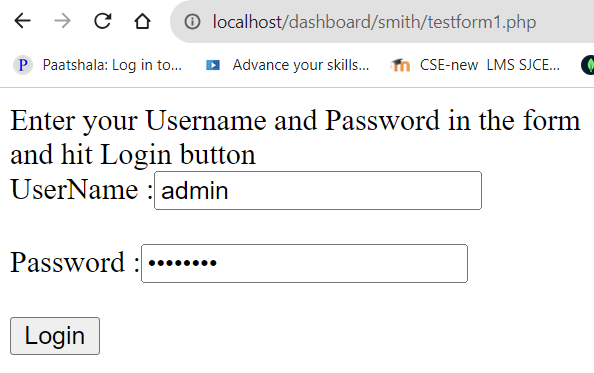 localhost/dashboard/smith/testform1.php
P Paatshala: Log in to... Advance your skills... m CSE-new LMS SJCE...
Enter your Username and Password in the form
and hit Login button
UserName : admin
Password : ••••••••
Login